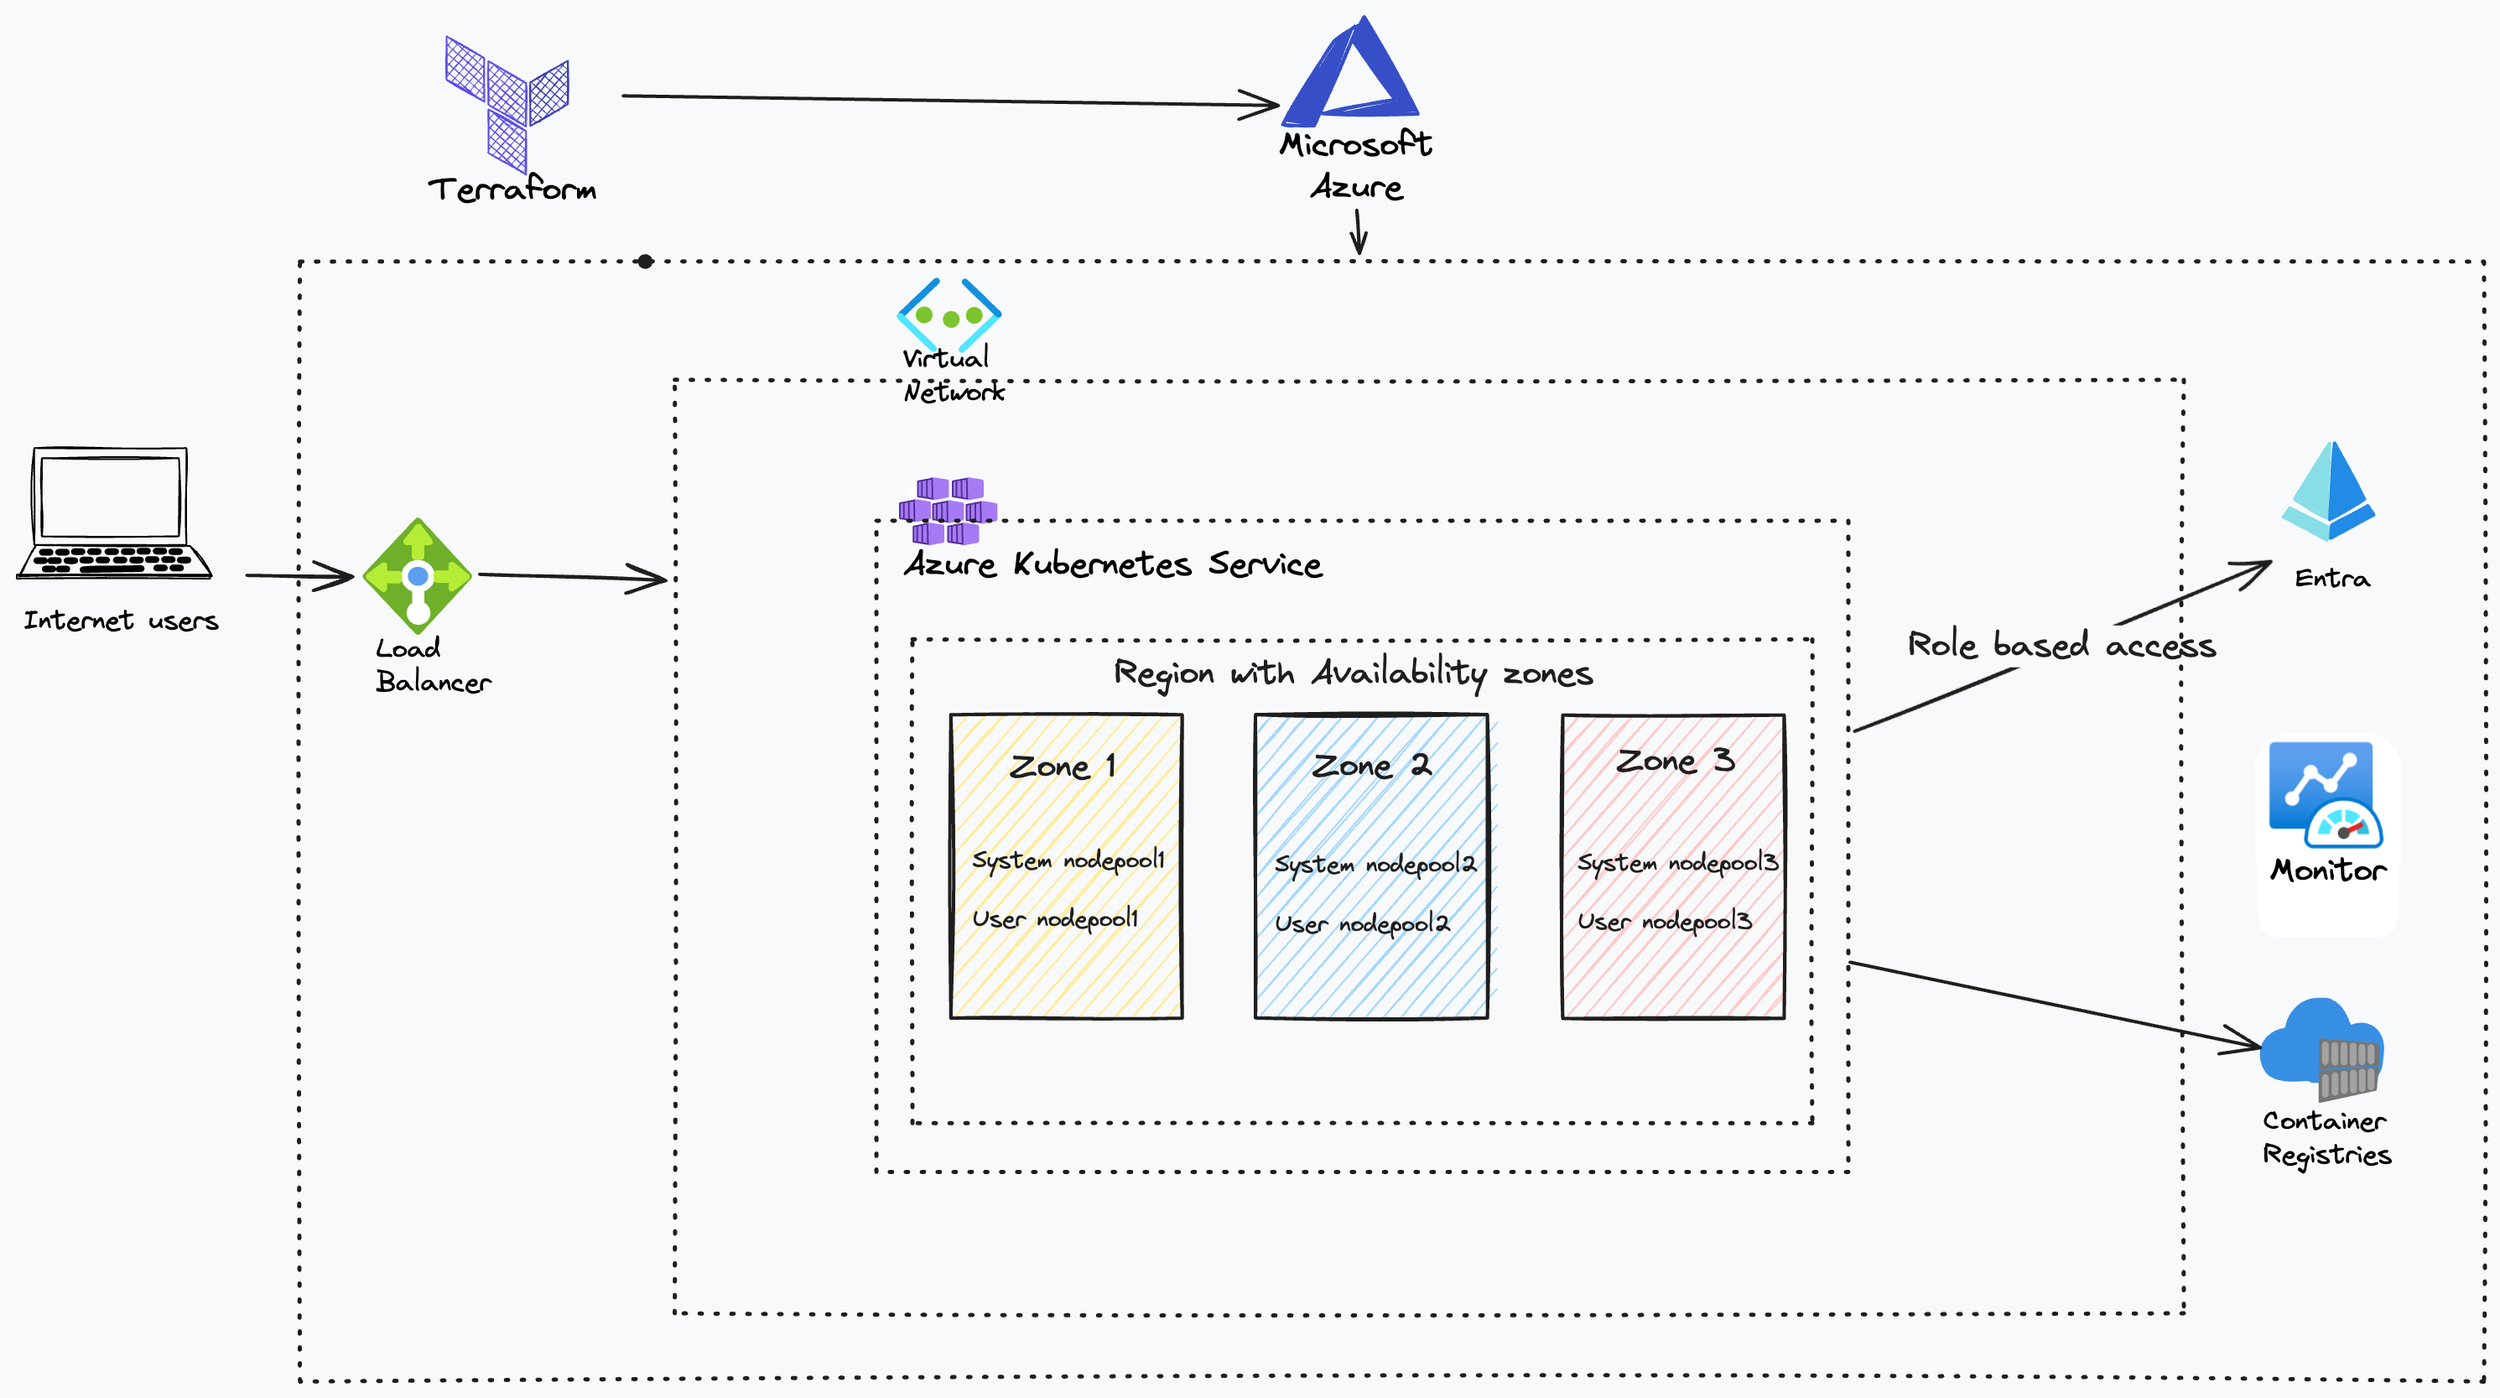 Terraform
Microsoft
Azure
Virtual
Network
Internet users
Load
Balancer
Azure Kubernetes Service
Region with Availability zones
Zone 1
System nodepool1
User nodepool1
Zone 2
System nodepool2
User nodepool2
Zone 3
System nodepool3
User nodepool3
Role based access
Entra
Monitor
Container
Registries